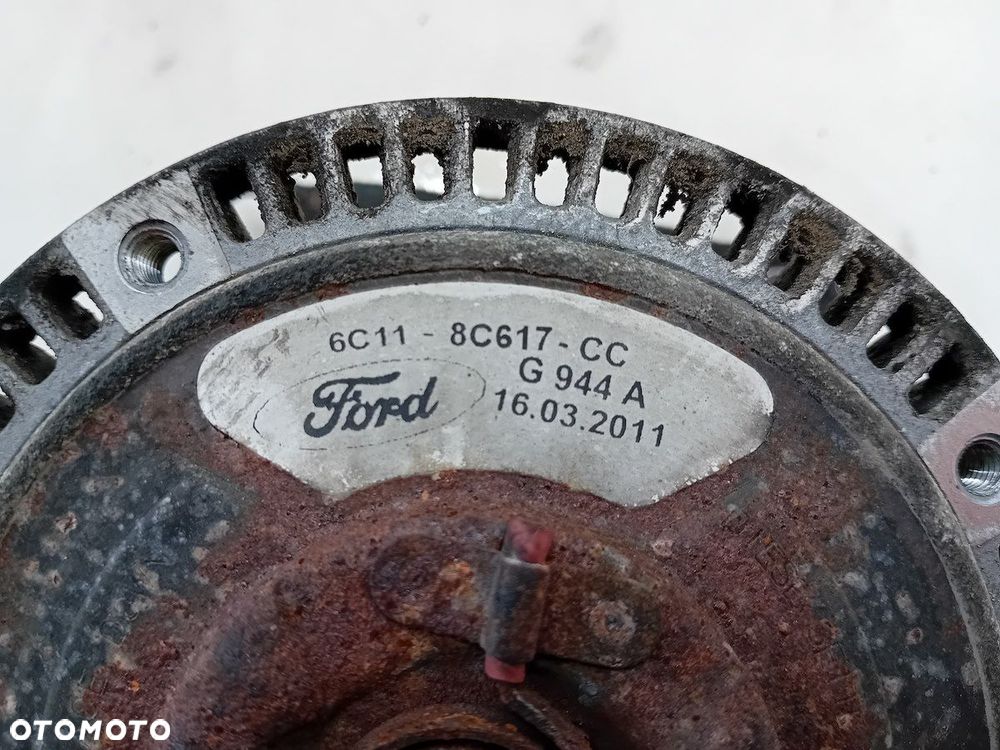 6C11 - 8C617 - CC
G 944 A
Ford
16.03.2011
OTOMOTO